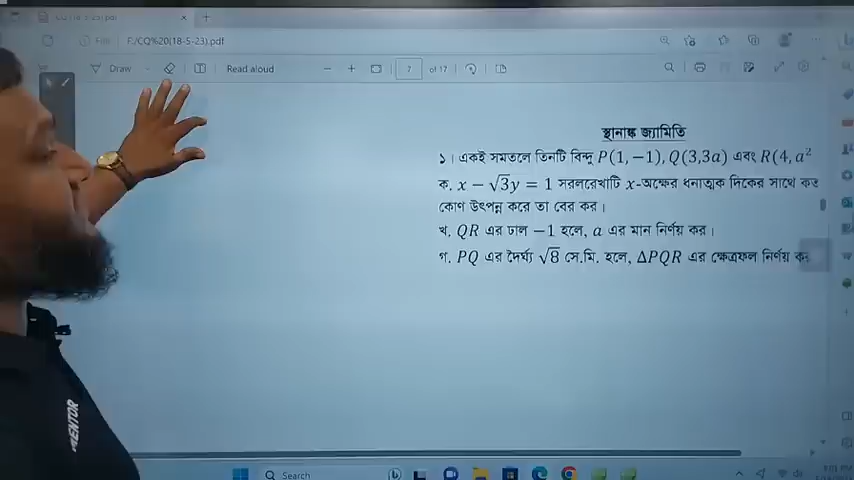 F:/CQ%20(18-5-23).pdf
Draw
Read aloud
7 of 17
স্থানাঙ্ক জ্যামিতি
১। একই সমতলে তিনটি বিন্দু P(1,−1), Q(3,3a) এবং R(4, a²
ক. x − √3y = 1 সরলরেখাটি x-অক্ষের ধনাত্মক দিকের সাথে কত
কোণ উৎপন্ন করে তা বের কর।
খ. QR এর ঢাল −1 হলে, a এর মান নির্ণয় কর।
গ. PQ এর দৈর্ঘ্য √8 সে.মি. হলে, ΔPQR এর ক্ষেত্রফল নির্ণয়
MENTOR
Search